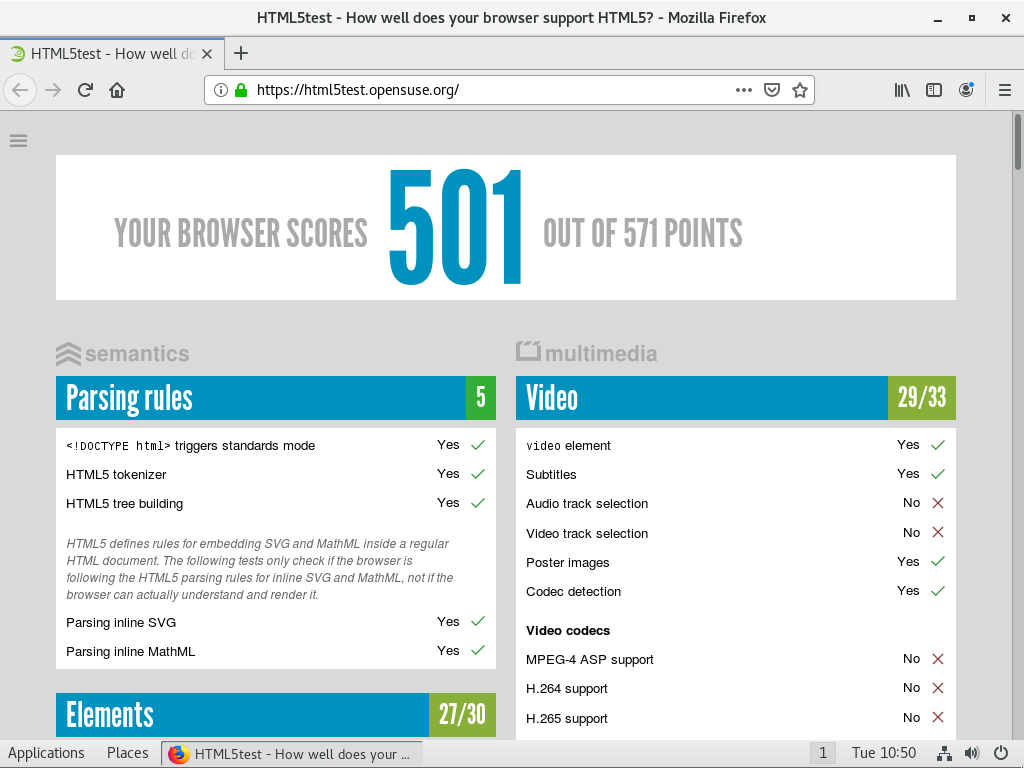 HTML5test - How well does your browser support HTML5? - Mozilla Firefox
HTML5test - How well do
https://html5test.opensuse.org/
YOUR BROWSER SCORES 501 OUT OF 571 POINTS
semantics
Parsing rules 5
<!DOCTYPE html> triggers standards mode Yes
HTML5 tokenizer Yes
HTML5 tree building Yes
HTML5 defines rules for embedding SVG and MathML inside a regular
HTML document. The following tests only check if the browser is
following the HTML5 parsing rules for inline SVG and MathML, not if the
browser can actually understand and render it.
Parsing inline SVG Yes
Parsing inline MathML Yes
Elements 27/30
multimedia
Video 29/33
video element Yes
Subtitles Yes
Audio track selection No
Video track selection No
Poster images Yes
Codec detection Yes
Video codecs
MPEG-4 ASP support No
H.264 support No
H.265 support No
Applications Places HTML5test - How well does your ... 1 Tue 10:50